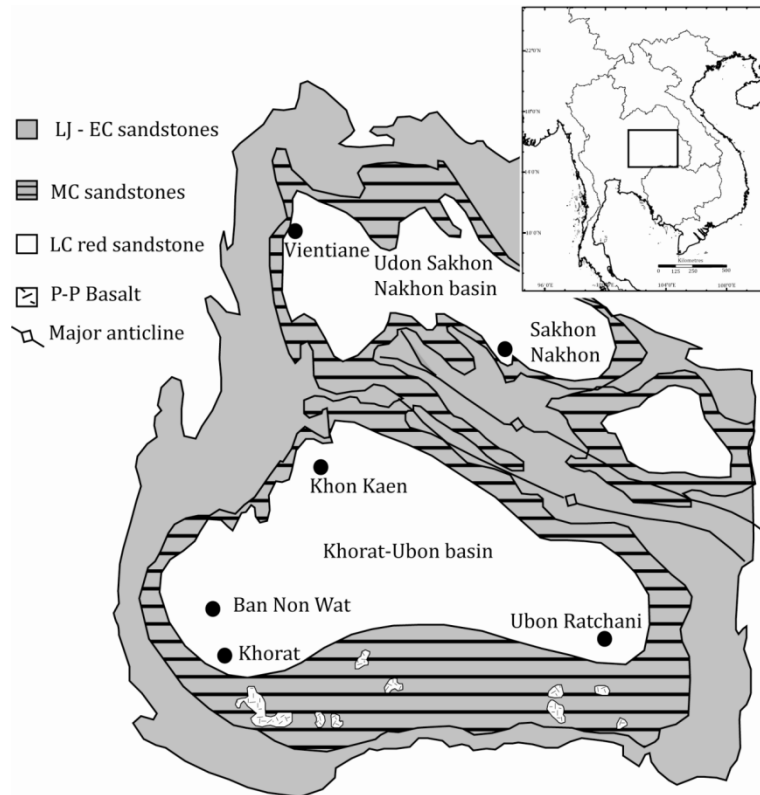 LJ - EC sandstones
MC sandstones
LC red sandstone
P-P Basalt
Major anticline
Vientiane
Udon Sakhon
Nakhon basin
Sakhon
Nakhon
Khon Kaen
Khorat-Ubon basin
Ban Non Wat
Ubon Ratchani
Khorat
Kilometres
0 125 250 500